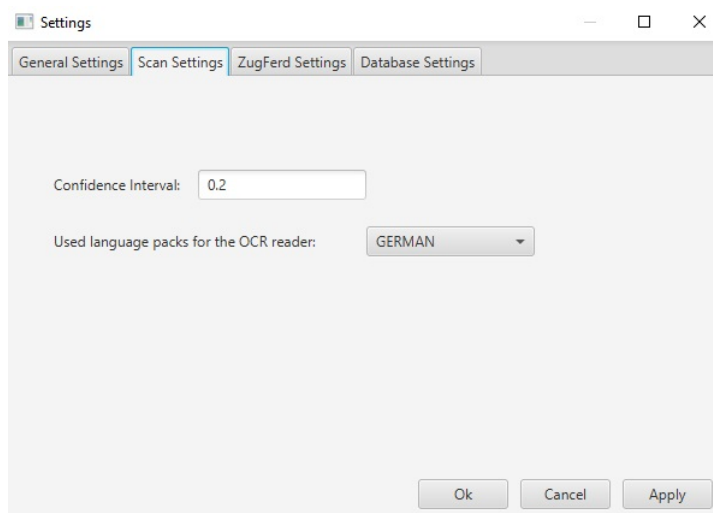 Settings
General Settings Scan Settings ZugFerd Settings Database Settings
Confidence Interval: 0.2
Used language packs for the OCR reader: GERMAN
Ok Cancel Apply